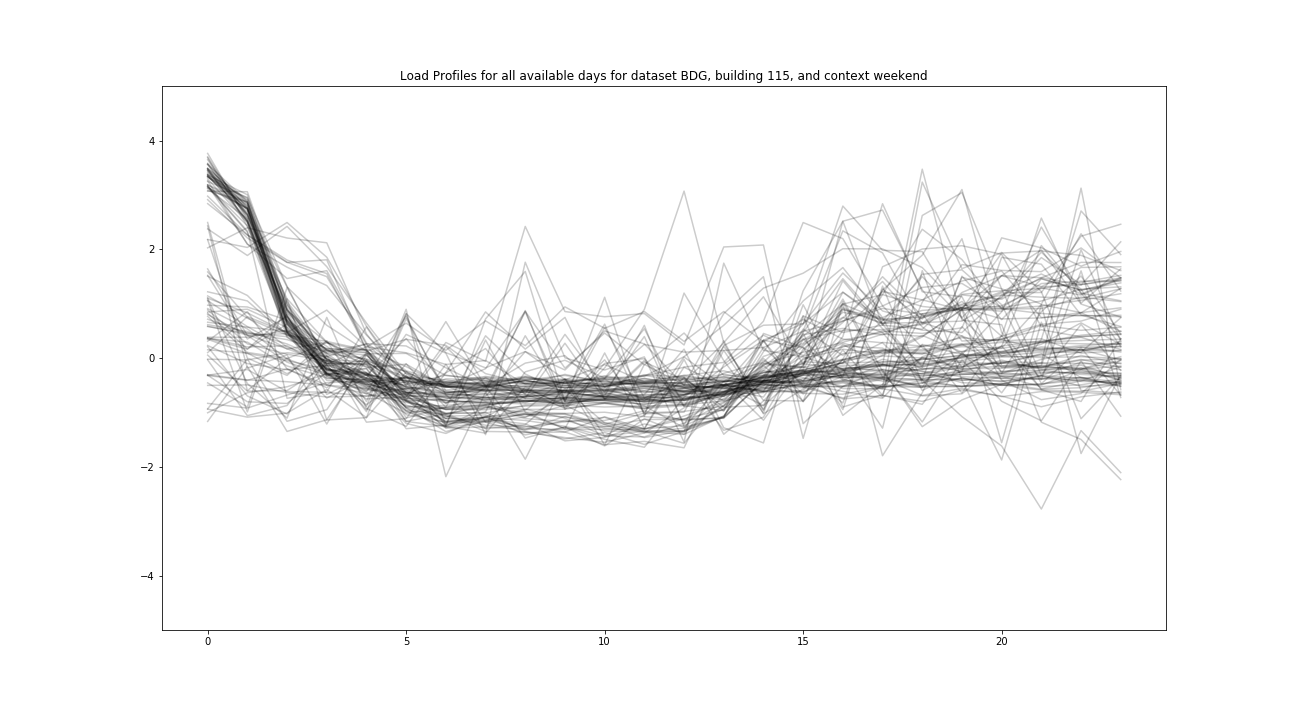 Load Profiles for all available days for dataset BDG, building 115, and context weekend
4
2
0
−2
−4
0 5 10 15 20